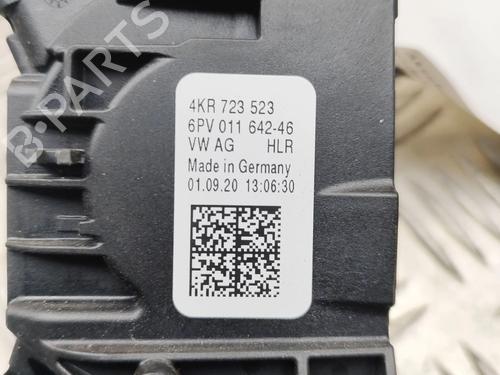 4KR 723 523
6PV 011 642-46
VW AG HLR
Made in Germany
01.09.20 13:06:30
B-PARTS